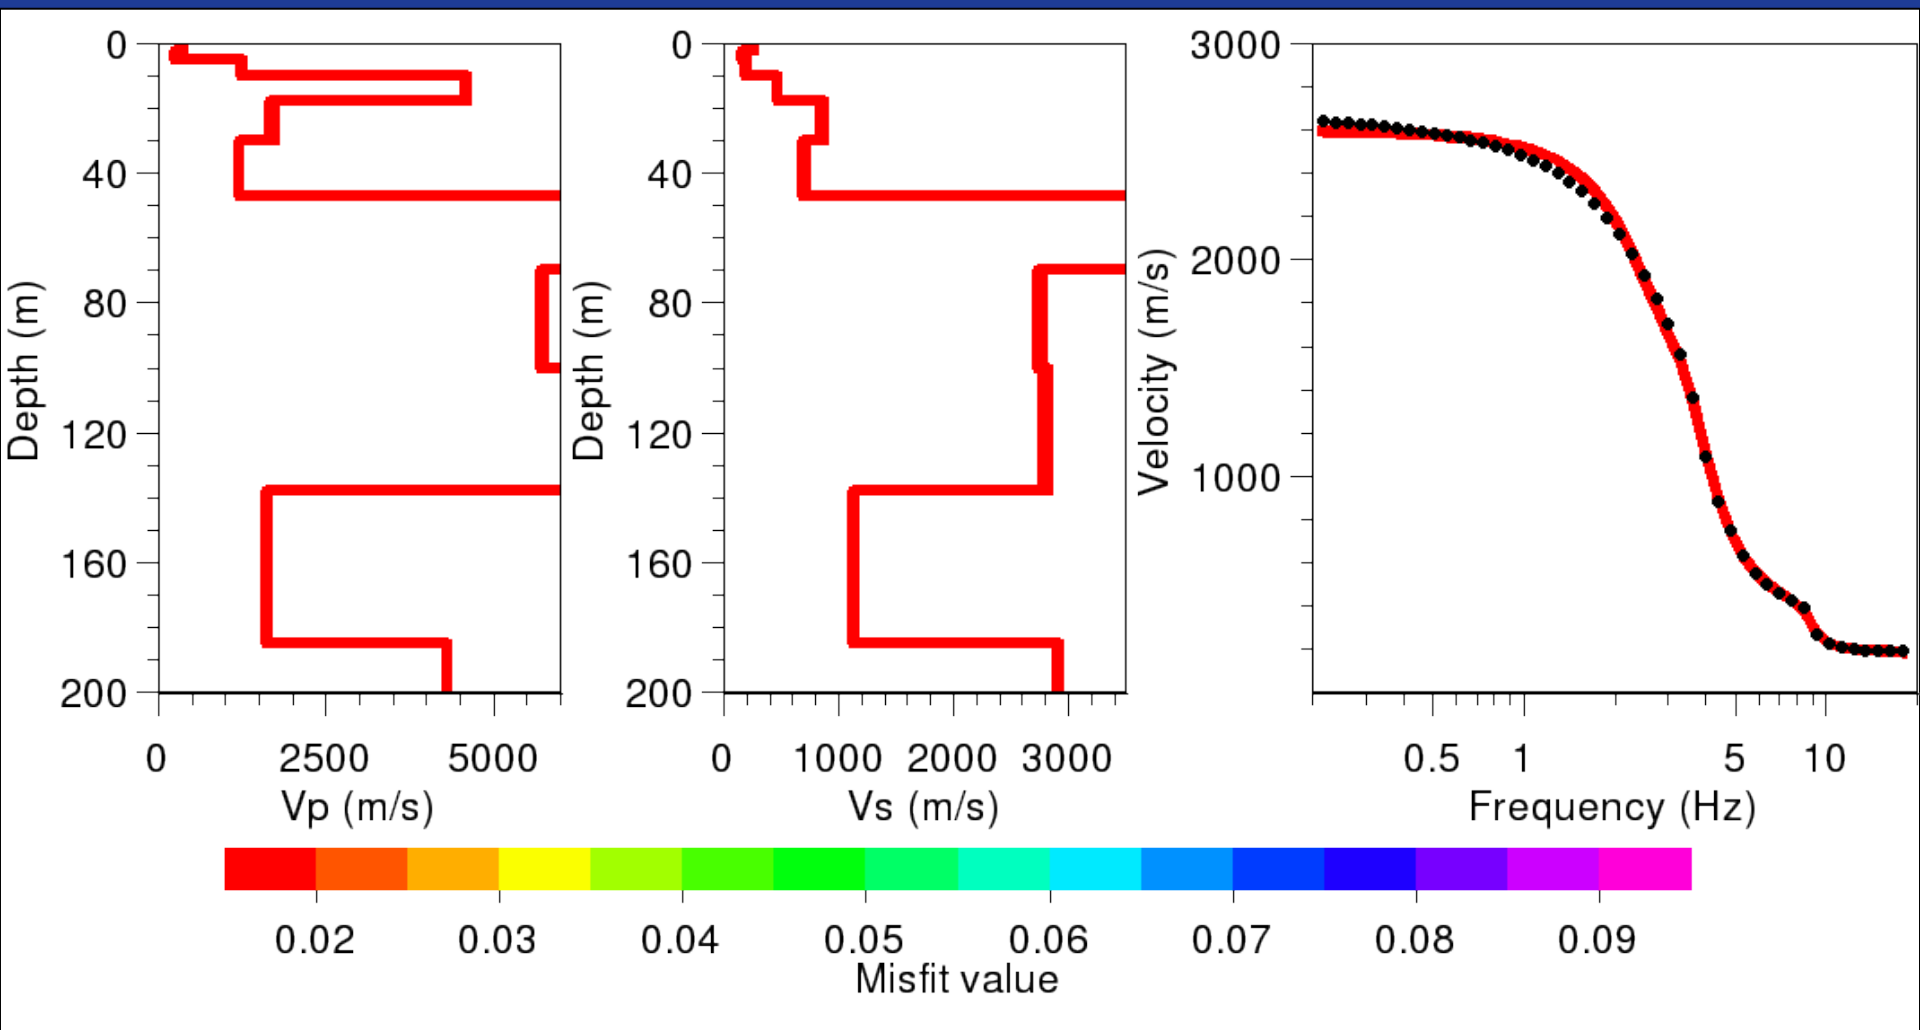 0
40
80
120
160
200
Depth (m)
0 2500 5000
Vp (m/s)
0
40
80
120
160
200
Depth (m)
0 1000 2000 3000
Vs (m/s)
3000
2000
1000
Velocity (m/s)
0.5 1 5 10
Frequency (Hz)
0.02 0.03 0.04 0.05 0.06 0.07 0.08 0.09
Misfit value